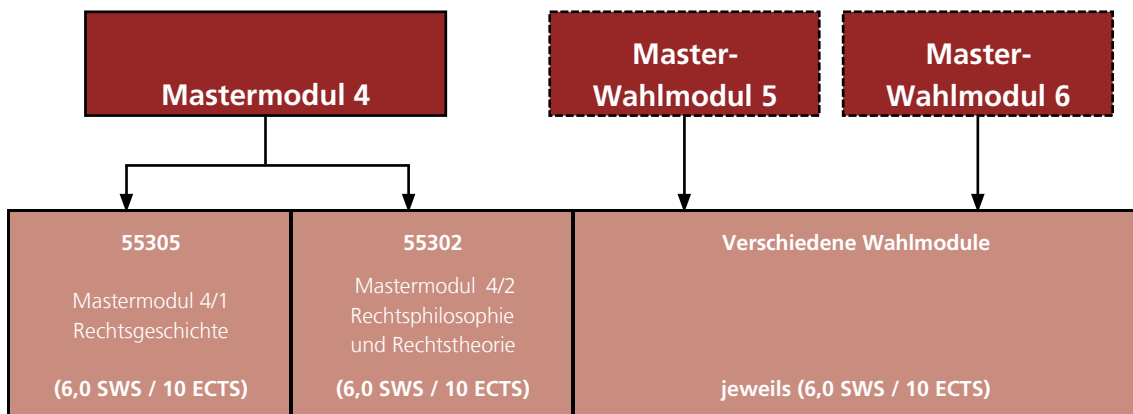 Mastermodul 4
Master-
Wahlmodul 5
Master-
Wahlmodul 6
55305
Mastermodul 4/1
Rechtsgeschichte
(6,0 SWS / 10 ECTS)
55302
Mastermodul 4/2
Rechtsphilosophie
und Rechtstheorie
(6,0 SWS / 10 ECTS)
Verschiedene Wahlmodule
jeweils (6,0 SWS / 10 ECTS)